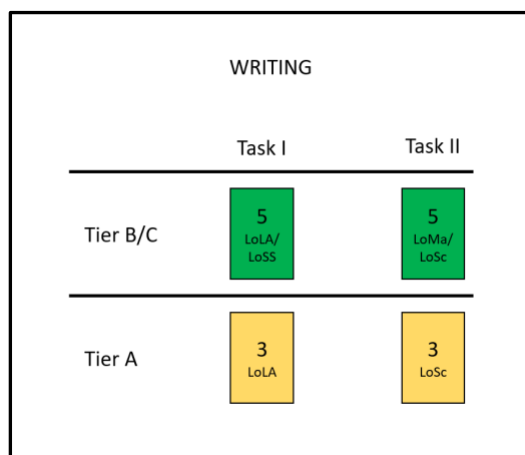 WRITING
Task I Task II
Tier B/C
5 5
LoLA/ LoMa/
LoSS LoSc
Tier A
3 3
LoLA LoSc